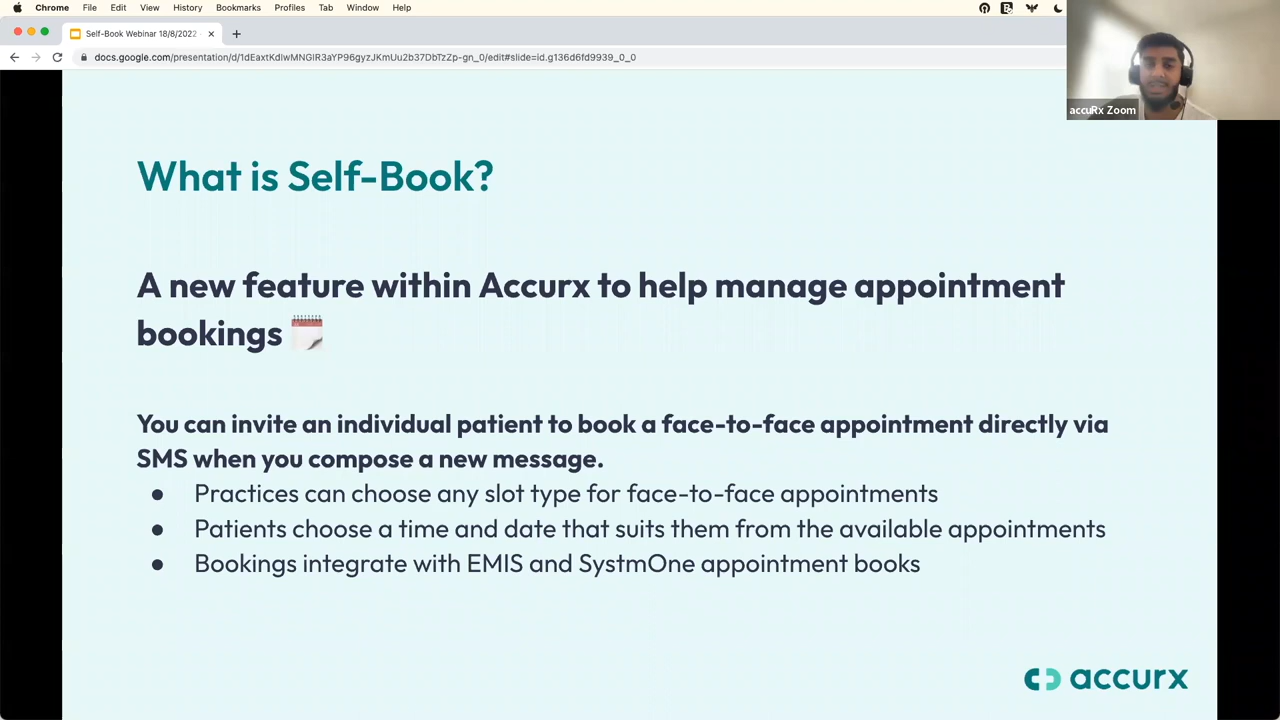 Chrome File Edit View History Bookmarks Profiles Tab Window Help
Self-Book Webinar 18/8/2022 -
docs.google.com/presentation/d/1dEaxtKdlwMNGlR3aYP96gyzJKmUu2b37DbTzZp-gn_0/edit#slide=id.g136d6fd9939_0_0
accuRx Zoom
What is Self-Book?
A new feature within Accurx to help manage appointment
bookings
You can invite an individual patient to book a face-to-face appointment directly via
SMS when you compose a new message.
● Practices can choose any slot type for face-to-face appointments
● Patients choose a time and date that suits them from the available appointments
● Bookings integrate with EMIS and SystmOne appointment books
accurx